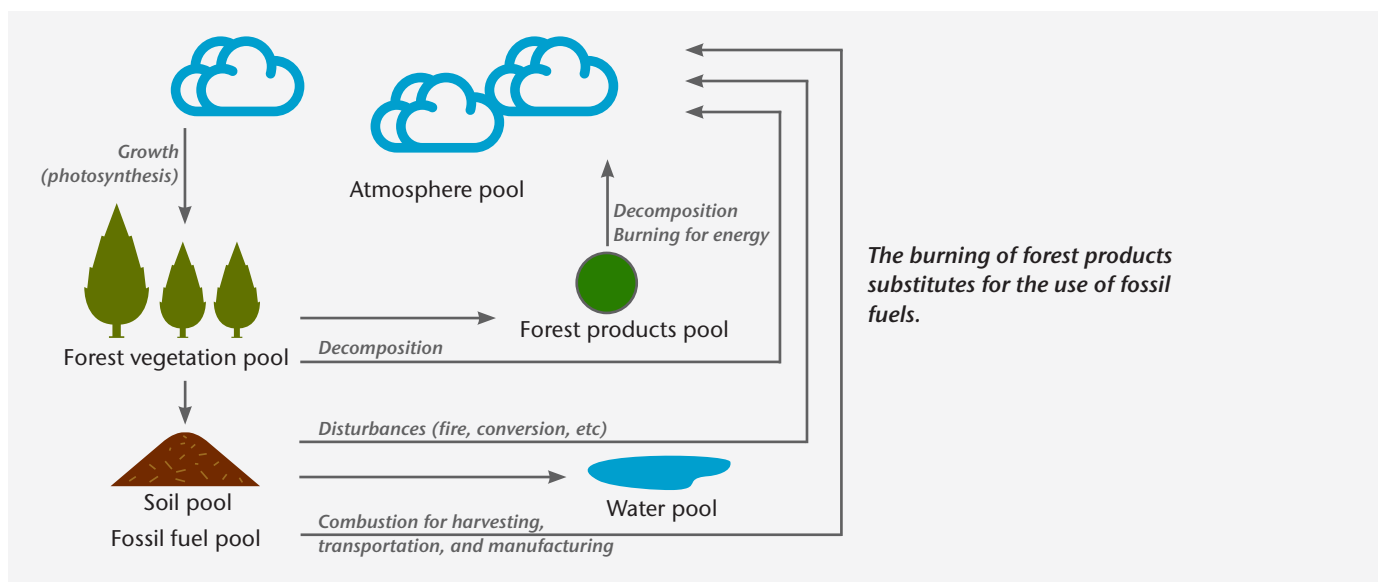 Growth
(photosynthesis)
Atmosphere pool
Decomposition
Burning for energy
The burning of forest products
substitutes for the use of fossil
fuels.
Forest products pool
Decomposition
Forest vegetation pool
Disturbances (fire, conversion, etc)
Soil pool
Water pool
Fossil fuel pool
Combustion for harvesting,
transportation, and manufacturing